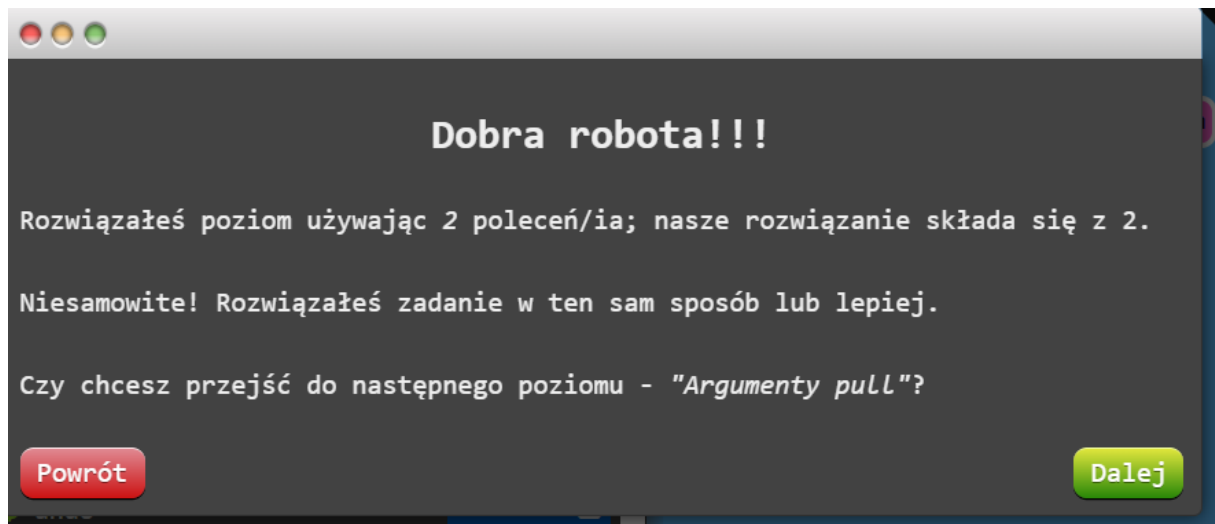 Dobra robota!!!
Rozwiązałeś poziom używając 2 poleceń/ia; nasze rozwiązanie składa się z 2.
Niesamowite! Rozwiązałeś zadanie w ten sam sposób lub lepiej.
Czy chcesz przejść do następnego poziomu - "Argumenty pull"?
Powrót
Dalej